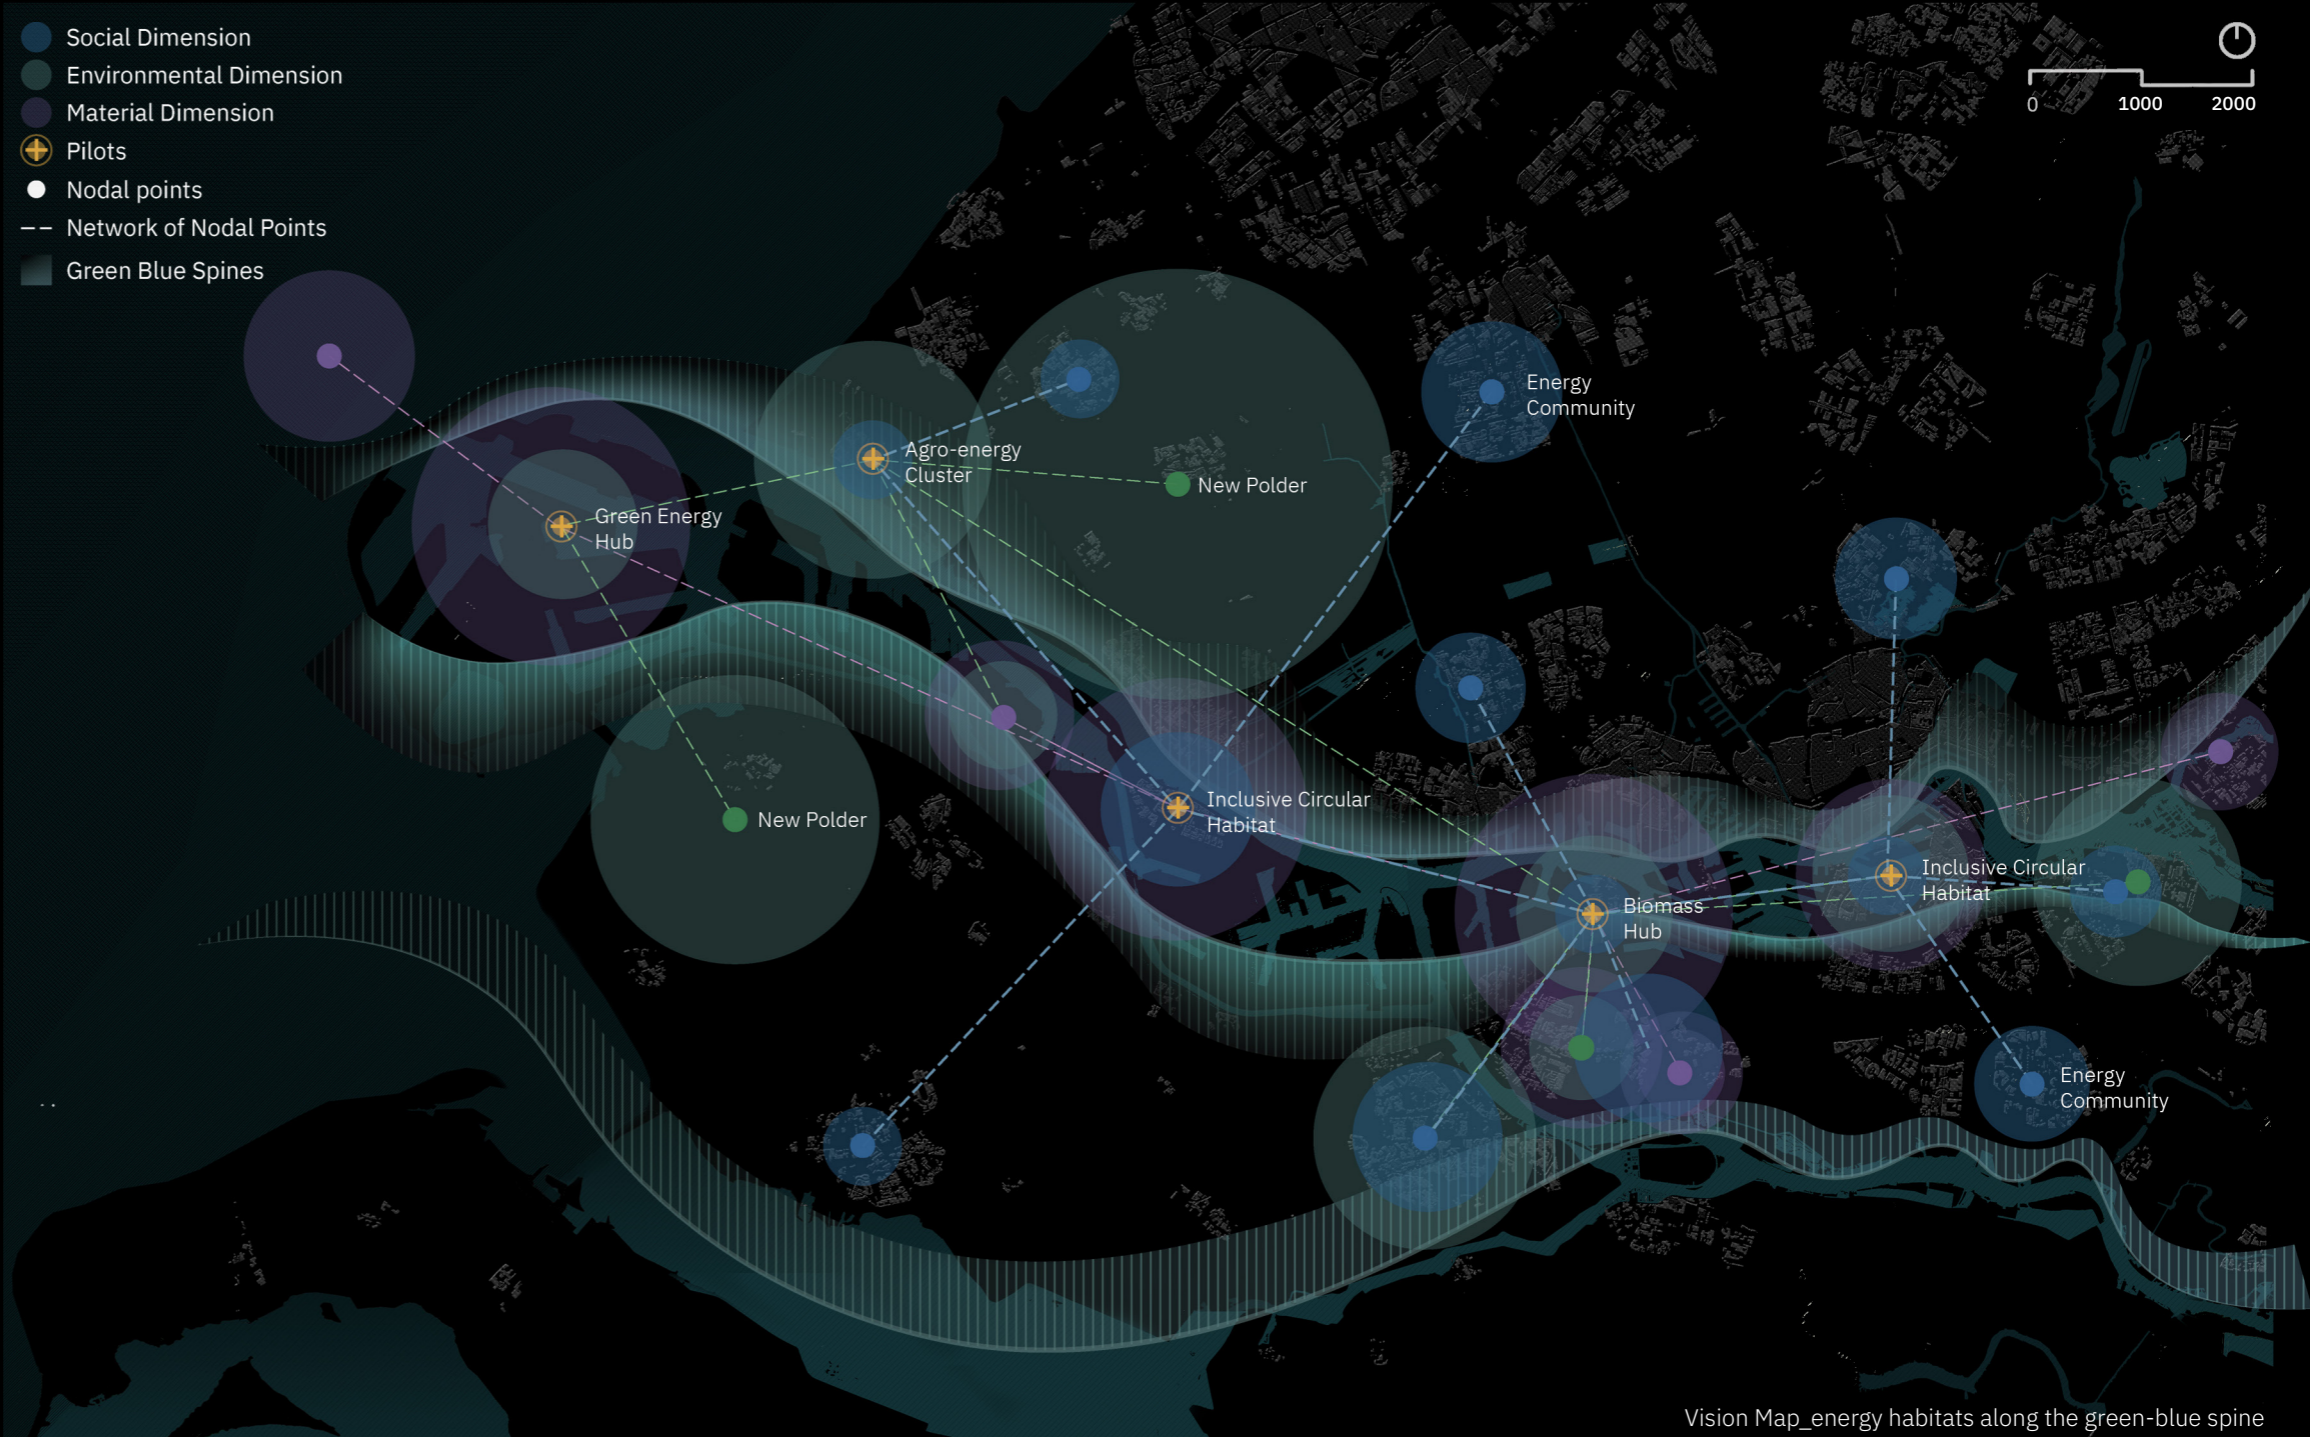 Social Dimension
Environmental Dimension
Material Dimension
Pilots
Nodal points
Network of Nodal Points
Green Blue Spines
0
1000
2000
Energy
Community
Agro-energy
Cluster
New Polder
Green Energy
Hub
New Polder
Inclusive Circular
Habitat
Inclusive Circular
Habitat
Biomass
Hub
Energy
Community
Vision Map_energy habitats along the green-blue spine